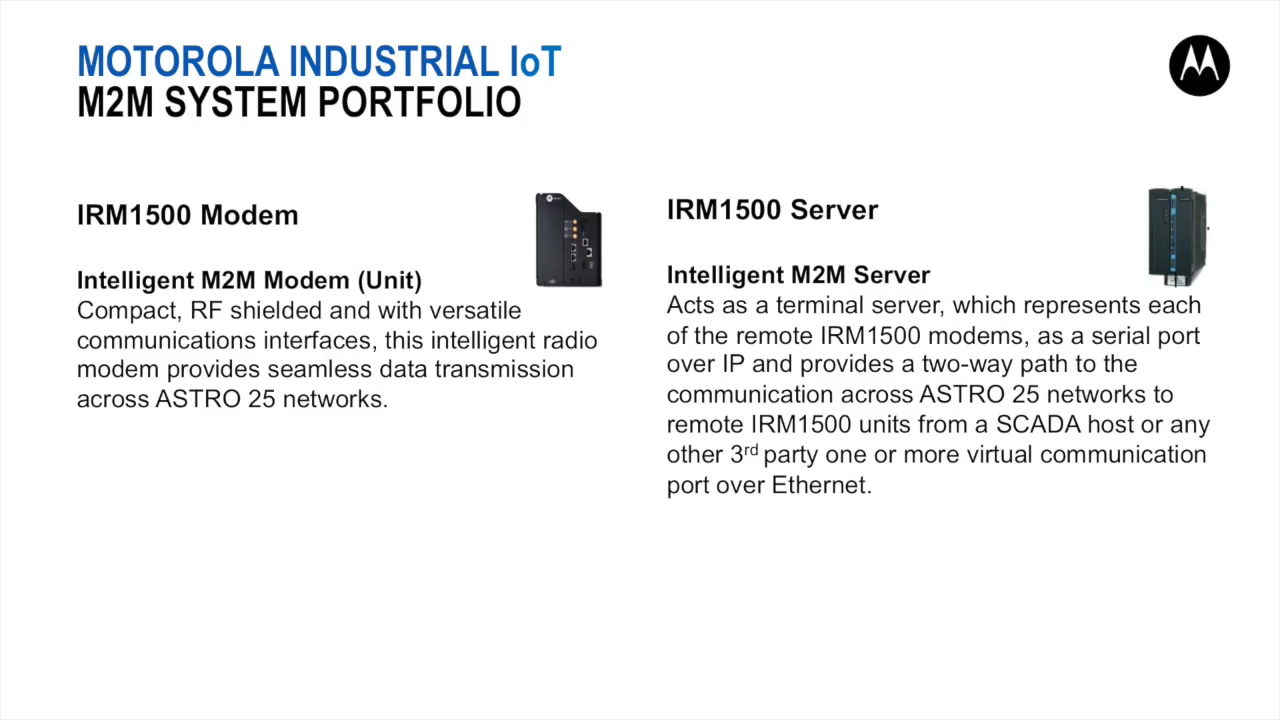 MOTOROLA INDUSTRIAL IoT
M2M SYSTEM PORTFOLIO
IRM1500 Modem
Intelligent M2M Modem (Unit)
Compact, RF shielded and with versatile
communications interfaces, this intelligent radio
modem provides seamless data transmission
across ASTRO 25 networks.
IRM1500 Server
Intelligent M2M Server
Acts as a terminal server, which represents each
of the remote IRM1500 modems, as a serial port
over IP and provides a two-way path to the
communication across ASTRO 25 networks to
remote IRM1500 units from a SCADA host or any
other 3rd party one or more virtual communication
port over Ethernet.